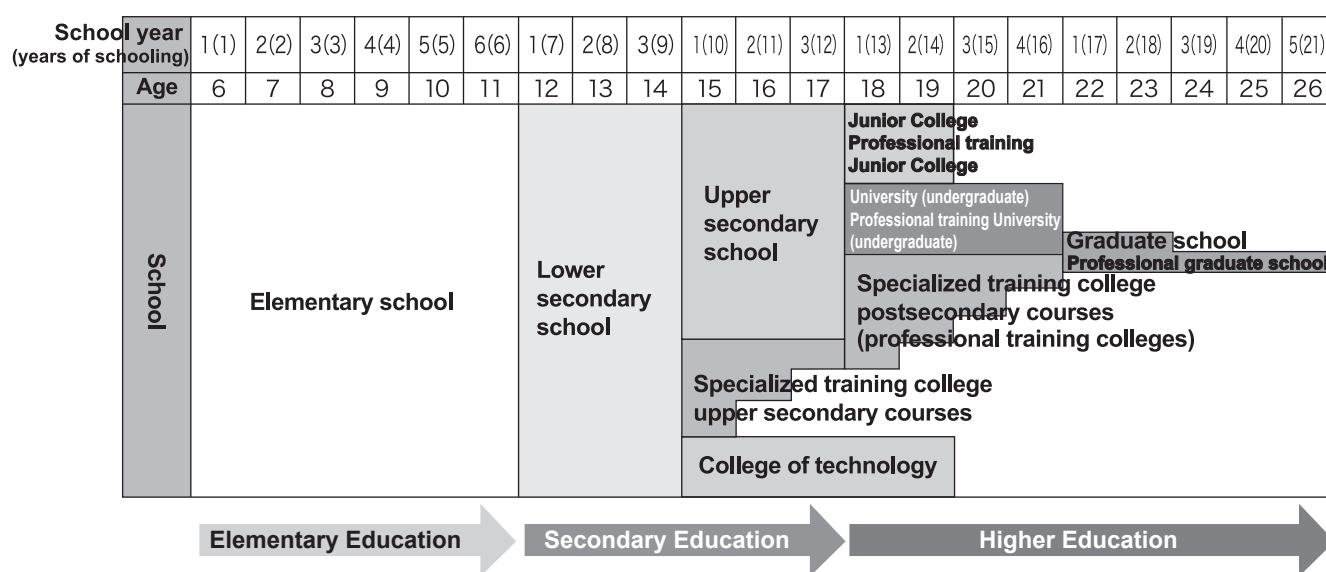 School year
(years of schooling)
1(1) 2(2) 3(3) 4(4) 5(5) 6(6) 1(7) 2(8) 3(9) 1(10) 2(11) 3(12) 1(13) 2(14) 3(15) 4(16) 1(17) 2(18) 3(19) 4(20) 5(21)
Age 6 7 8 9 10 11 12 13 14 15 16 17 18 19 20 21 22 23 24 25 26
School
Elementary school
Lower
secondary
school
Upper
secondary
school
Junior College
Professional training
Junior College
University (undergraduate)
Professional training University
(undergraduate)
Graduate school
Professional graduate school
Specialized training college
postsecondary courses
(professional training colleges)
Specialized training college
upper secondary courses
College of technology
Elementary Education
Secondary Education
Higher Education